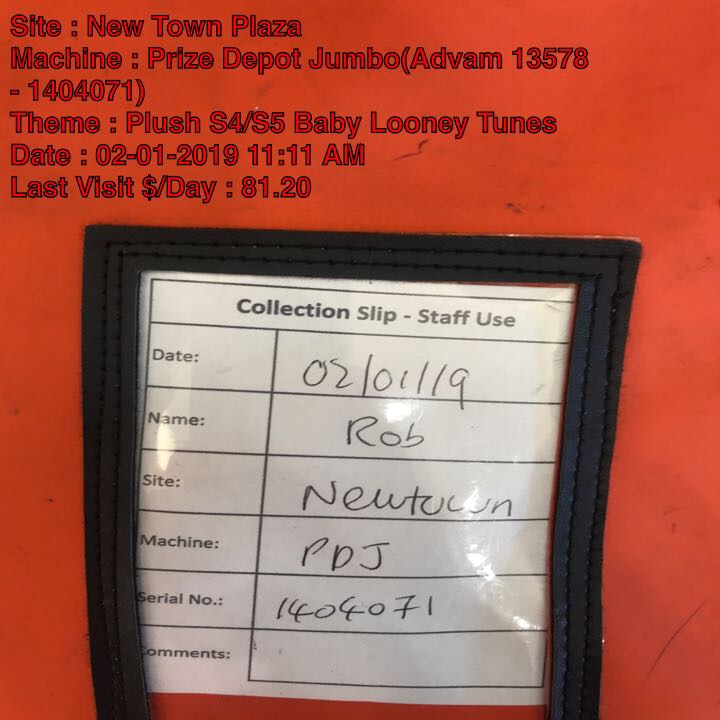 Site : New Town Plaza
Machine : Prize Depot Jumbo(Advam 13578
- 1404071)
Theme : Plush S4/S5 Baby Looney Tunes
Date : 02-01-2019 11:11 AM
Last Visit $/Day : 81.20
Collection Slip - Staff Use
Date: 02/01/19
Name: Rob
Site: Newtown
Machine: PDJ
Serial No.: 1404071
Comments: